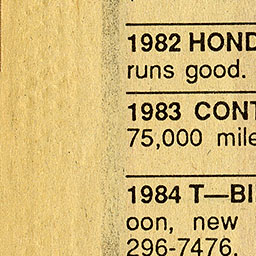 1982 HOND
runs good.
1983 CONT
75,000 mile
1984 T—BI
oon, new
296-7476.